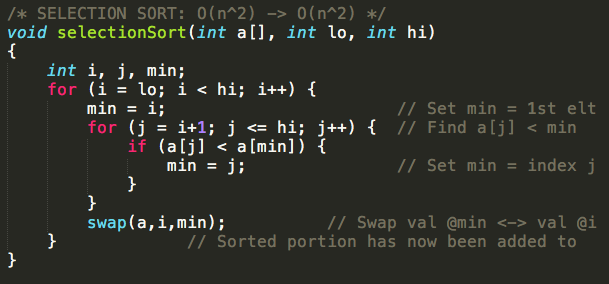 /* SELECTION SORT: O(n^2) -> O(n^2) */
void selectionSort(int a[], int lo, int hi)
{
    int i, j, min;
    for (i = lo; i < hi; i++) {
        min = i;                       // Set min = 1st elt
        for (j = i+1; j <= hi; j++) {  // Find a[j] < min
            if (a[j] < a[min]) {
                min = j;               // Set min = index j
            }
        }
        swap(a,i,min);          // Swap val @min <-> val @i
    }             // Sorted portion has now been added to
}